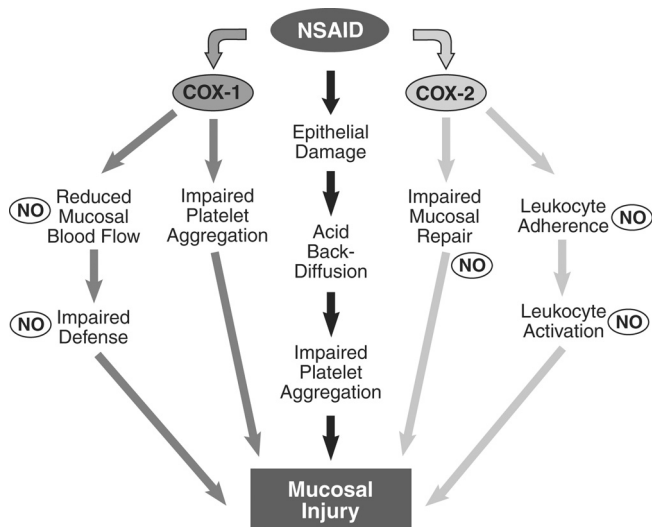 NSAID
COX-1
COX-2
Epithelial
Damage
NO
Reduced
Mucosal
Blood Flow
Impaired
Platelet
Aggregation
Acid
Back-
Diffusion
Impaired
Mucosal
Repair
NO
Leukocyte
Adherence
NO
NO
Impaired
Defense
Impaired
Platelet
Aggregation
Leukocyte
Activation
NO
Mucosal
Injury